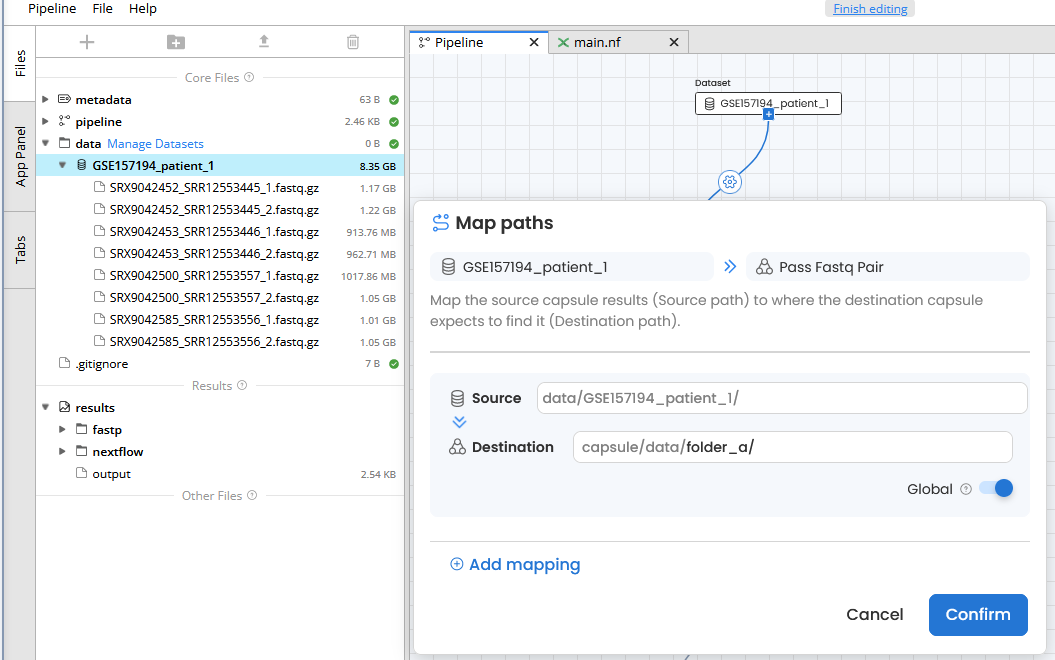 Pipeline File Help
Finish editing
Files
App Panel
Tabs
Core Files
metadata 63 B
pipeline 2.46 KB
data Manage Datasets 0 B
GSE157194_patient_1 8.35 GB
SRX9042452_SRR12553445_1.fastq.gz 1.17 GB
SRX9042452_SRR12553445_2.fastq.gz 1.22 GB
SRX9042453_SRR12553446_1.fastq.gz 913.76 MB
SRX9042453_SRR12553446_2.fastq.gz 962.71 MB
SRX9042500_SRR12553557_1.fastq.gz 1017.86 MB
SRX9042500_SRR12553557_2.fastq.gz 1.05 GB
SRX9042585_SRR12553556_1.fastq.gz 1.01 GB
SRX9042585_SRR12553556_2.fastq.gz 1.05 GB
.gitignore 7 B
Results
results
fastp
nextflow
output 2.54 KB
Other Files
Pipeline
main.nf
Dataset
GSE157194_patient_1
Map paths
GSE157194_patient_1
Pass Fastq Pair
Map the source capsule results (Source path) to where the destination capsule
expects to find it (Destination path).
Source data/GSE157194_patient_1/
Destination capsule/data/folder_a/
Global
Add mapping
Cancel Confirm